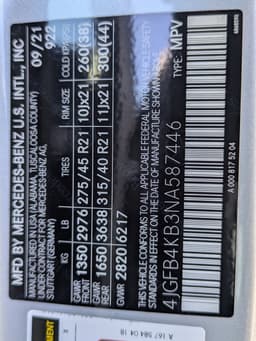 MFD BY MERCEDES-BENZ U.S. INTL., INC
MANUFACTURED IN USA (ALABAMA, TUSCALOOSA COUNTY)
UNDER CONTRACT FOR MERCEDES-BENZ AG,
STUTTGART (GERMANY)
09/21
922
KG LB TIRES RIM SIZE COLD KPA(PSI)
GAWR FRONT 1350 2976 275/45 R21 10JX21 260(38)
GAWR REAR 1650 3638 315/40 R21 11JX21 300(44)
GVWR 2820 6217
THIS VEHICLE CONFORMS TO ALL APPLICABLE FEDERAL MOTOR VEHICLE SAFETY
STANDARDS IN EFFECT ON THE DATE OF MANUFACTURE SHOWN ABOVE.
4JGFB4KB3NA587446
TYPE: MPV
A 000 817 52 04
A 167 584 04 18